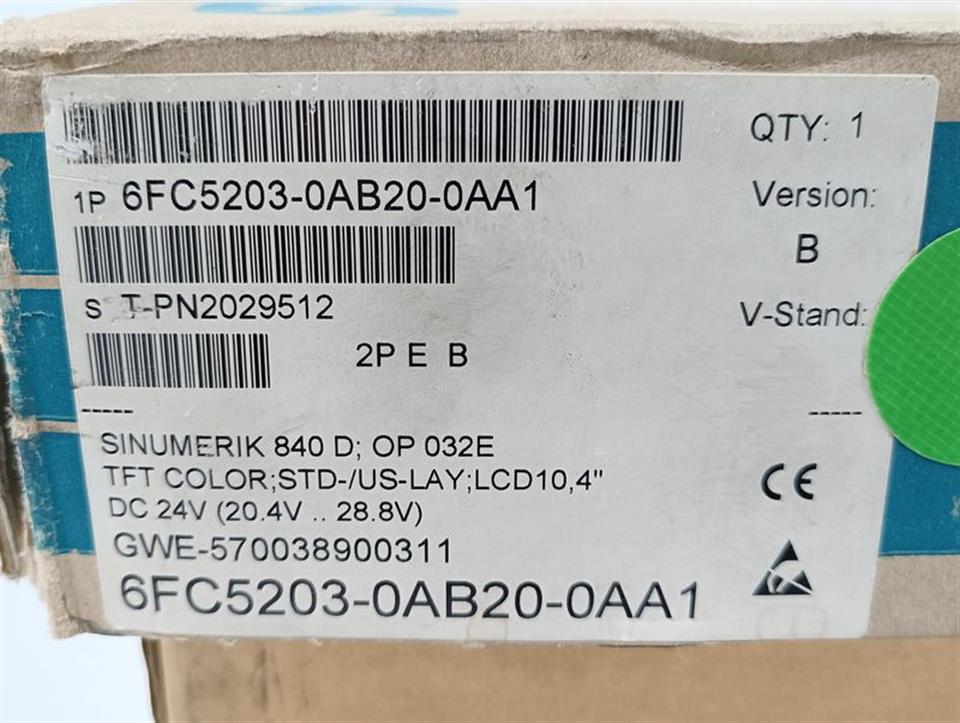 QTY: 1
1P 6FC5203-0AB20-0AA1
Version:
B
S T-PN2029512
V-Stand:
2P E B
-----
-----
SINUMERIK 840 D; OP 032E
TFT COLOR;STD-/US-LAY;LCD10,4"
DC 24V (20.4V .. 28.8V)
CE
GWE-570038900311
6FC5203-0AB20-0AA1